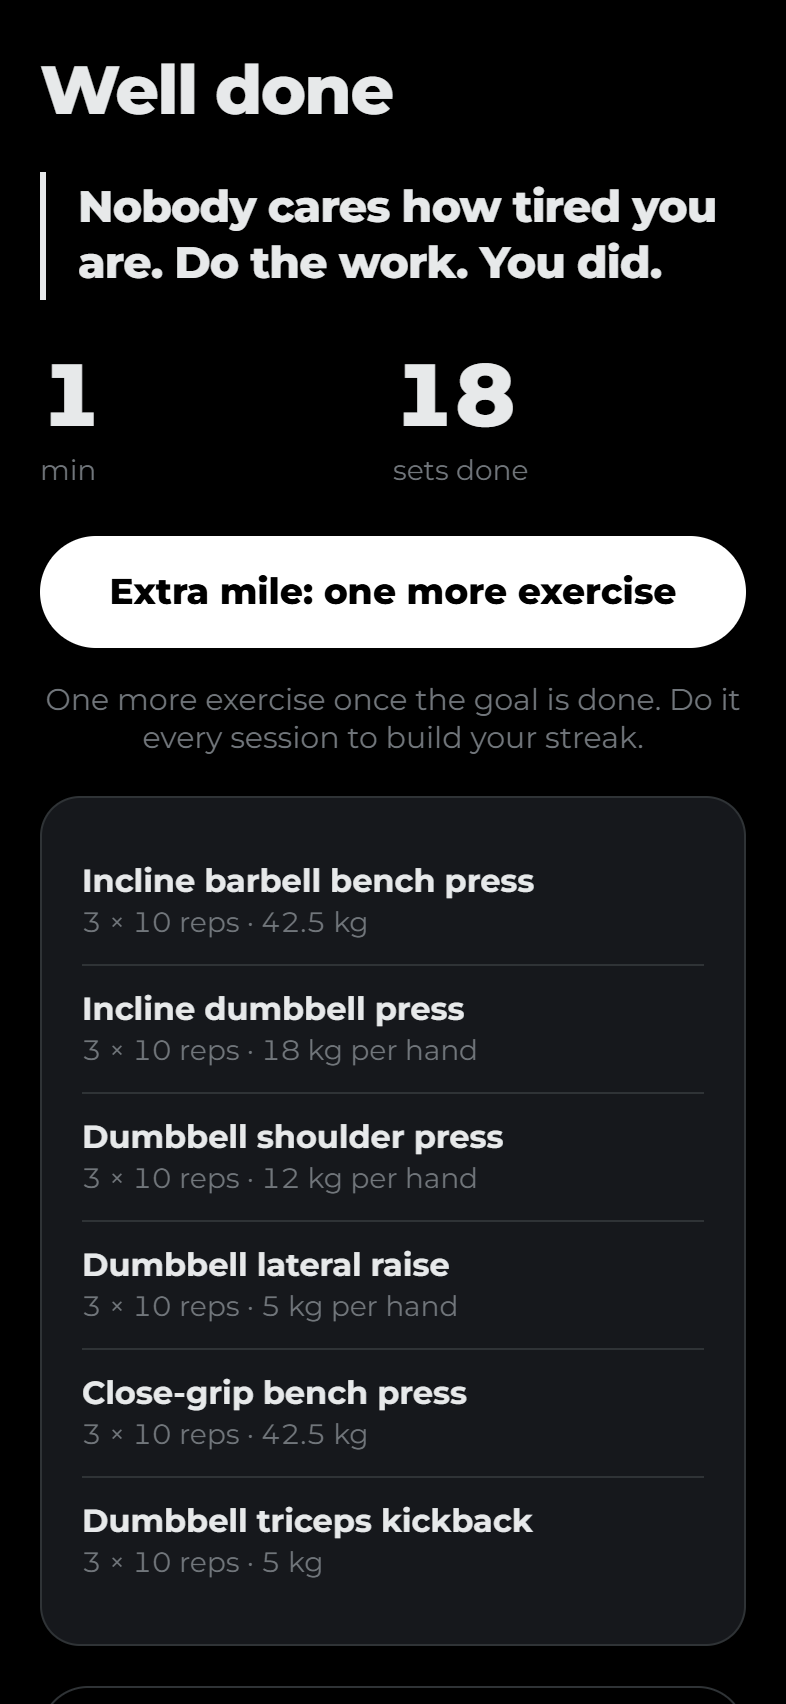 Well done
Nobody cares how tired you
are. Do the work. You did.
1
min
18
sets done
Extra mile: one more exercise
One more exercise once the goal is done. Do it
every session to build your streak.
Incline barbell bench press
3 × 10 reps · 42.5 kg
Incline dumbbell press
3 × 10 reps · 18 kg per hand
Dumbbell shoulder press
3 × 10 reps · 12 kg per hand
Dumbbell lateral raise
3 × 10 reps · 5 kg per hand
Close-grip bench press
3 × 10 reps · 42.5 kg
Dumbbell triceps kickback
3 × 10 reps · 5 kg